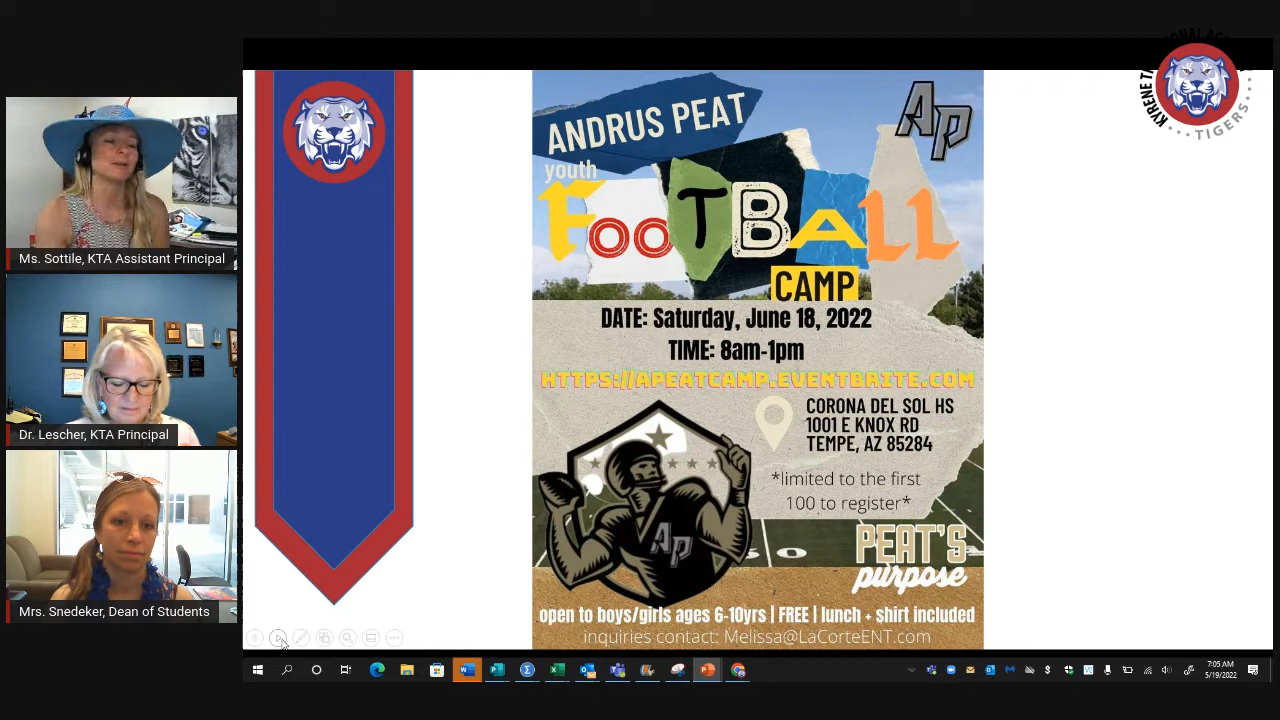 Ms. Sottile, KTA Assistant Principal
Dr. Lescher, KTA Principal
Mrs. Snedeker, Dean of Students
ANDRUS PEAT
AP
youth
FOOTBALL
CAMP
DATE: Saturday, June 18, 2022
TIME: 8am-1pm
HTTPS://APEATCAMP.EVENTBRITE.COM
CORONA DEL SOL HS
1001 E KNOX RD
TEMPE, AZ 85284
*limited to the first
100 to register*
AP
50
PEAT'S
purpose
open to boys/girls ages 6-10yrs | FREE | lunch + shirt included
inquiries contact: Melissa@LaCorteENT.com
KYRENE
TIGERS
7:05 AM
5/19/2022